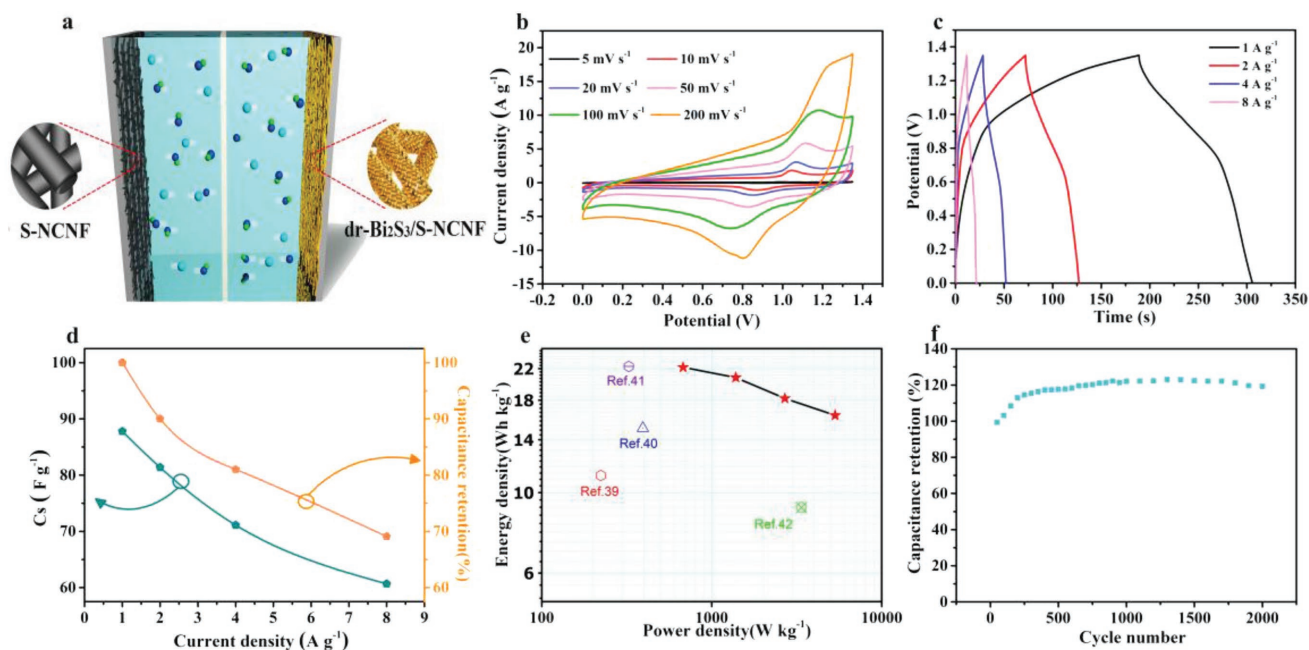 a
S-NCNF
dr-Bi₂S₃/S-NCNF
b
Current density (A g⁻¹)
25
20
15
10
5
0
-5
-10
-15
5 mV s⁻¹
10 mV s⁻¹
20 mV s⁻¹
50 mV s⁻¹
100 mV s⁻¹
200 mV s⁻¹
-0.2 0.0 0.2 0.4 0.6 0.8 1.0 1.2 1.4
Potential (V)
c
Potential (V)
1.8
1.6
1.4
1.2
1.0
0.8
0.6
0.4
0.2
0.0
1 A g⁻¹
2 A g⁻¹
4 A g⁻¹
8 A g⁻¹
0 50 100 150 200 250 300 350
Time (s)
d
Cs ( F g⁻¹)
100
90
80
70
60
100
90
80
70
60
Capacitance retention(%)
0 1 2 3 4 5 6 7 8 9
Current density (A g⁻¹)
e
Energy density(Wh kg⁻¹)
22
18
14
10
6
Ref.41
Ref.40
Ref.39
Ref.42
100 1000 10000
Power density(W kg⁻¹)
f
Capacitance retention (%)
140
120
100
80
60
40
20
0
0 500 1000 1500 2000
Cycle number